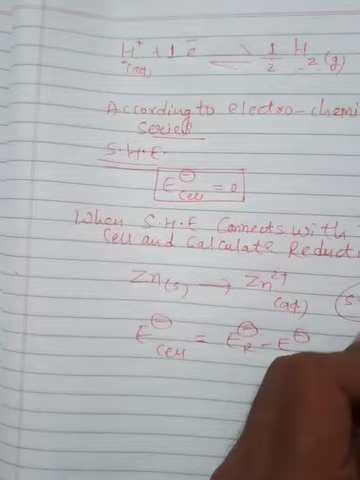 H⁺(aq) + 1 e⁻ ⇌ 1/2 H₂(g)
According to electro-chemi
series
S.H.E.
E⊖cell = 0
When S.H.E Connects with
Cell and Calculate Reducti
Zn(s) → Zn²⁺(aq)
E⊖cell = E⊖R - E⊖